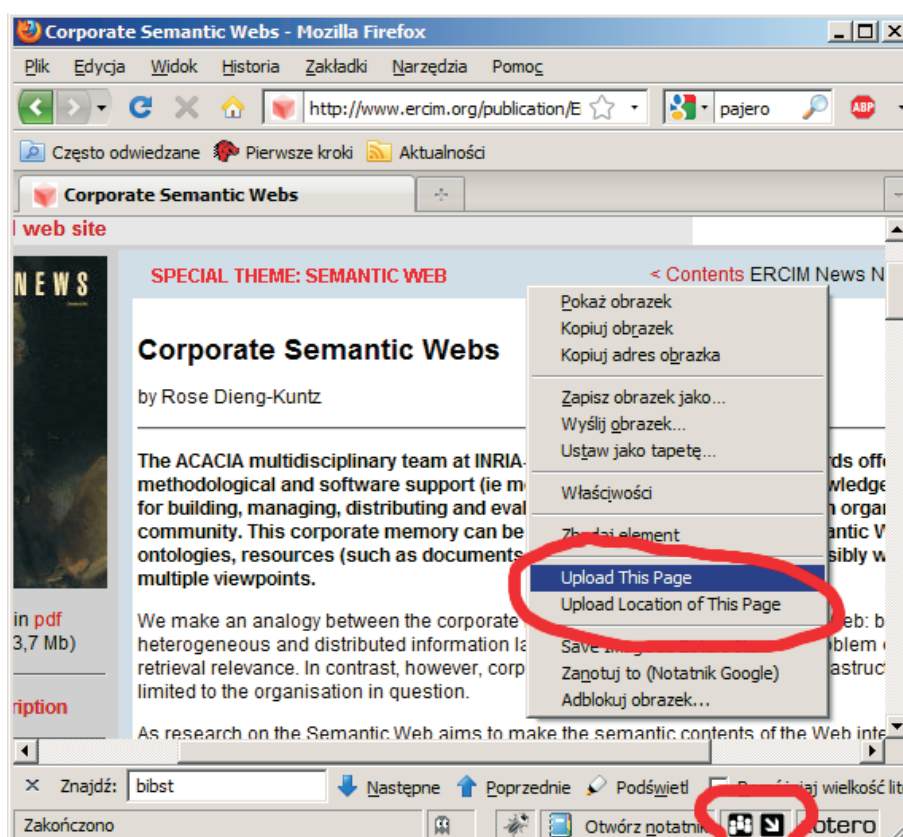 Corporate Semantic Webs - Mozilla Firefox
Plik Edycja Widok Historia Zakładki Narzędzia Pomoc
http://www.ercim.org/publication/E pajero ABP
Często odwiedzane Pierwsze kroki Aktualności
Corporate Semantic Webs
web site
NEWS
SPECIAL THEME: SEMANTIC WEB < Contents ERCIM News N
Corporate Semantic Webs
by Rose Dieng-Kuntz
The ACACIA multidisciplinary team at INRIA-
methodological and software support (ie
for building, managing, distributing and
community. This corporate memory can be
ontologies, resources (such as documents
multiple viewpoints.
in pdf
3,7 Mb)
We make an analogy between the corporate
heterogeneous and distributed information
retrieval relevance. In contrast, however,
limited to the organisation in question.
As research on the Semantic Web aims to make the semantic contents of the Web
Pokaż obrazek
Kopiuj obrazek
Kopiuj adres obrazka
Zapisz obrazek jako...
Wyślij obrazek...
Ustaw jako tapetę...
Właściwości
Zbadaj element
Upload This Page
Upload Location of This Page
Save
Zanotuj to (Notatnik Google)
Adblokuj obrazek...
Znajdź: bibst Następne Poprzednie Podświetl wielkość
Zakończono Otwórz notatnik